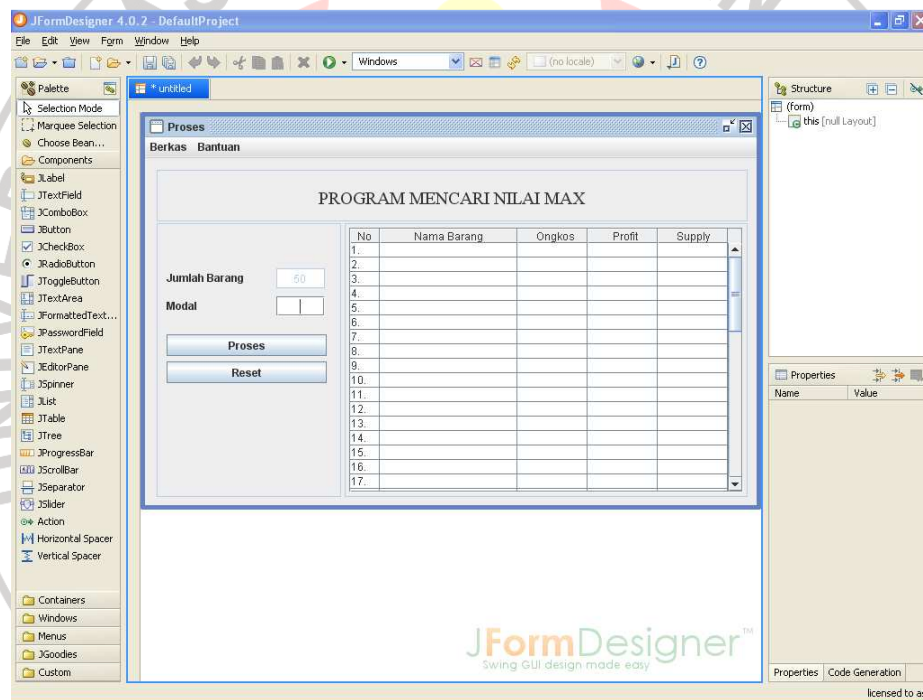 JFormDesigner 4.0.2 - DefaultProject
File Edit View Form Window Help
Windows
(no locale)
Palette
Selection Mode
Marquee Selection
Choose Bean...
Components
JLabel
JTextField
JComboBox
JButton
JCheckBox
JRadioButton
JToggleButton
JTextArea
JFormattedText...
JPasswordField
JTextPane
JEditorPane
JSpinner
JList
JTable
JTree
JProgressBar
JScrollBar
JSeparator
JSlider
Action
Horizontal Spacer
Vertical Spacer
Containers
Windows
Menus
JGoodies
Custom
* untitled
Proses
Berkas Bantuan
PROGRAM MENCARI NILAI MAX
Jumlah Barang 50
Modal
Proses
Reset
No Nama Barang Ongkos Profit Supply
1.
2.
3.
4.
5.
6.
7.
8.
9.
10.
11.
12.
13.
14.
15.
16.
17.
JFormDesigner™
Swing GUI design made easy
Structure
(form)
this [null Layout]
Properties
Name Value
Properties Code Generation
licensed to